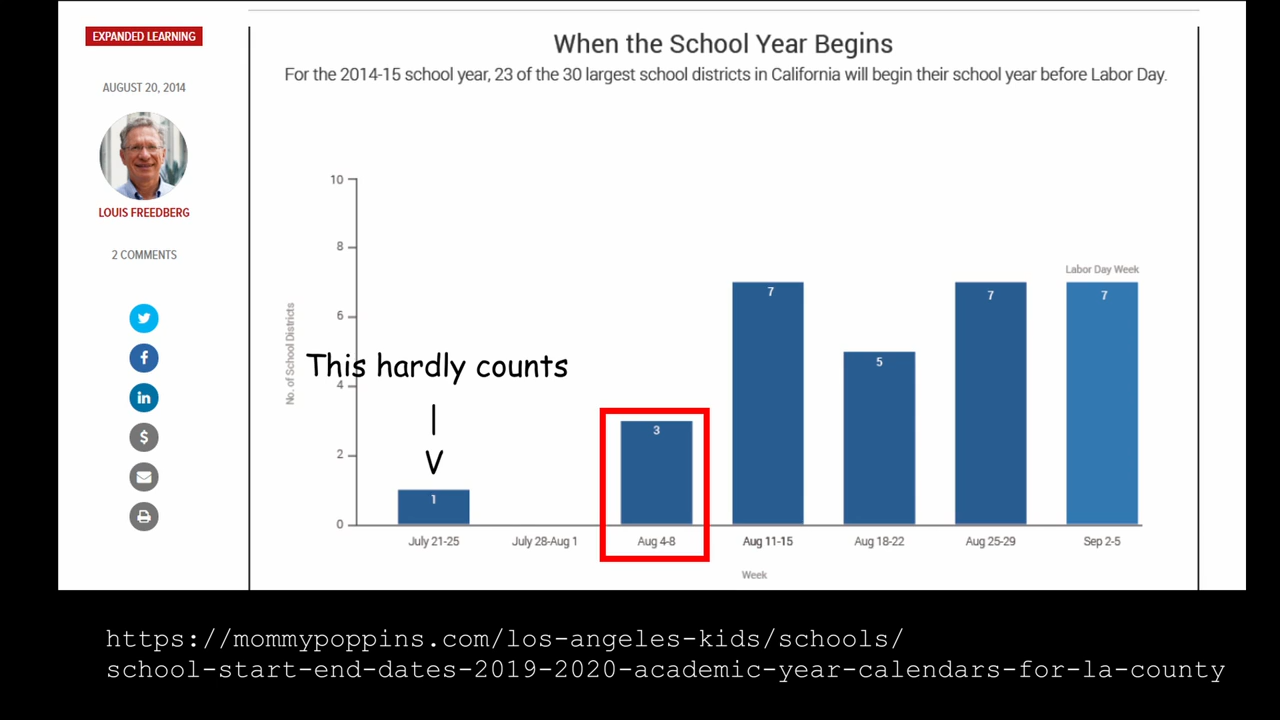 EXPANDED LEARNING
AUGUST 20, 2014
LOUIS FREEDBERG
2 COMMENTS
in
$
When the School Year Begins
For the 2014-15 school year, 23 of the 30 largest school districts in California will begin their school year before Labor Day.
No. of School Districts
10
8
6
4
2
0
This hardly counts
|
V
1
3
7
5
7
Labor Day Week
7
July 21-25
July 28-Aug 1
Aug 4-8
Aug 11-15
Aug 18-22
Aug 25-29
Sep 2-5
Week
https://mommypoppins.com/los-angeles-kids/schools/
school-start-end-dates-2019-2020-academic-year-calendars-for-la-county